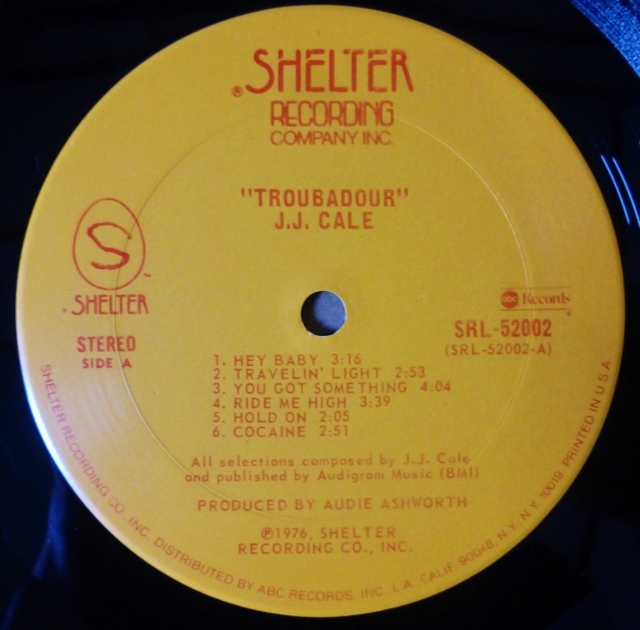 ® SHELTER
RECORDING
COMPANY INC.
"TROUBADOUR"
J.J. CALE
S
™
SHELTER
STEREO
SIDE A
abc Records
SRL-52002
(SRL-52002-A)
1. HEY BABY 3:16
2. TRAVELIN' LIGHT 2:53
3. YOU GOT SOMETHING 4:04
4. RIDE ME HIGH 3:39
5. HOLD ON 2:05
6. COCAINE 2:51
All selections composed by J.J. Cale
and published by Audigram Music (BMI)
PRODUCED BY AUDIE ASHWORTH
℗1976, SHELTER
RECORDING CO., INC.
SHELTER RECORDING CO. INC. DISTRIBUTED BY ABC RECORDS, INC., L.A. CALIF. 90048, N.Y., N.Y. 10019. PRINTED IN U.S.A.